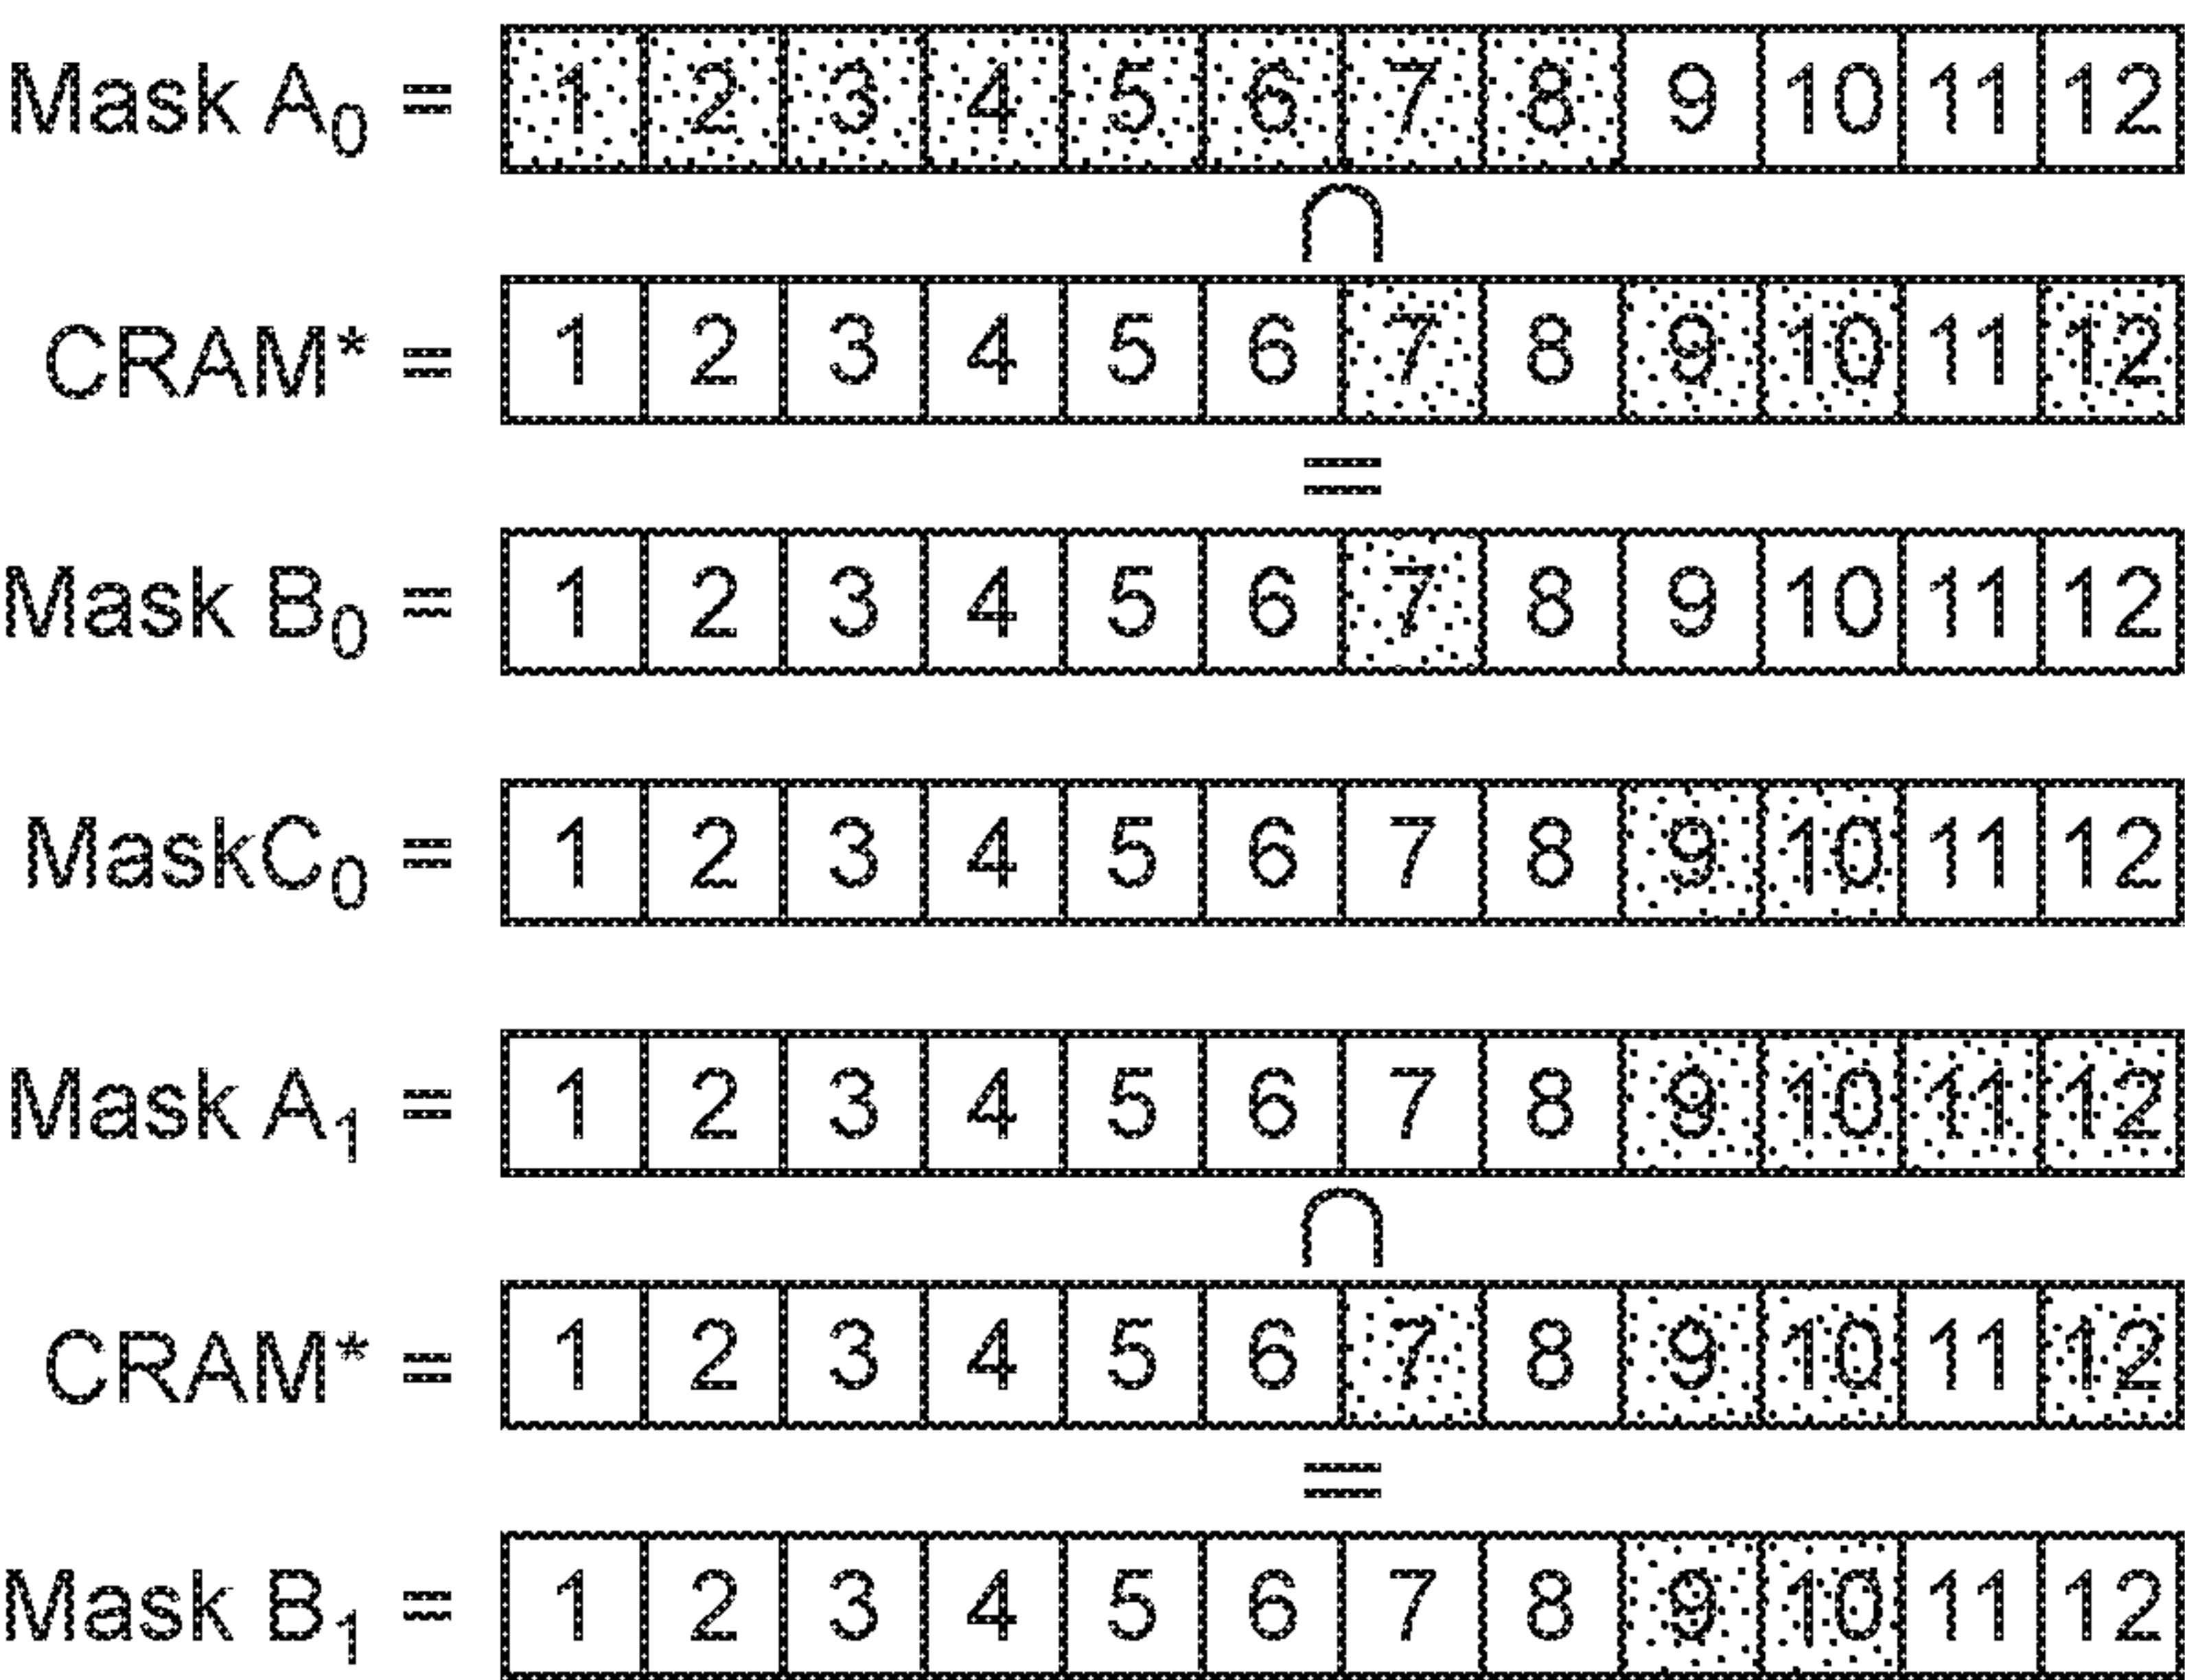 Mask A₀ = 1 2 3 4 5 6 7 8 9 10 11 12
∩
CRAM* = 1 2 3 4 5 6 7 8 9 10 11 12
=
Mask B₀ = 1 2 3 4 5 6 7 8 9 10 11 12
MaskC₀ = 1 2 3 4 5 6 7 8 9 10 11 12
Mask A₁ = 1 2 3 4 5 6 7 8 9 10 11 12
∩
CRAM* = 1 2 3 4 5 6 7 8 9 10 11 12
=
Mask B₁ = 1 2 3 4 5 6 7 8 9 10 11 12